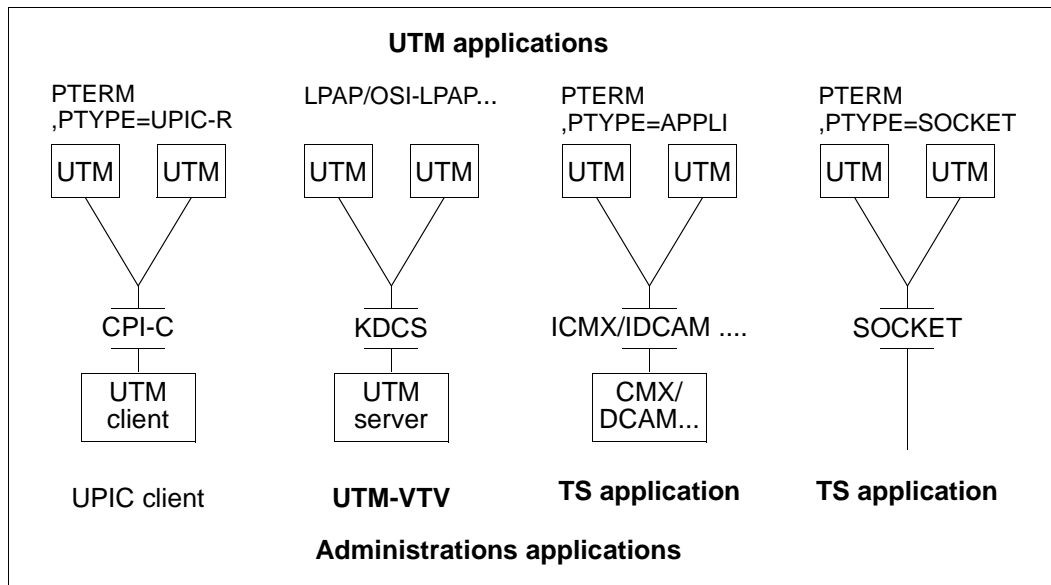 UTM applications
PTERM
,PTYPE=UPIC-R
LPAP/OSI-LPAP...
PTERM
,PTYPE=APPLI
PTERM
,PTYPE=SOCKET
UTM UTM UTM UTM UTM UTM UTM UTM
CPI-C KDCS ICMX/IDCAM .... SOCKET
UTM
client
UTM
server
CMX/
DCAM...
UPIC client UTM-VTV TS application TS application
Administrations applications